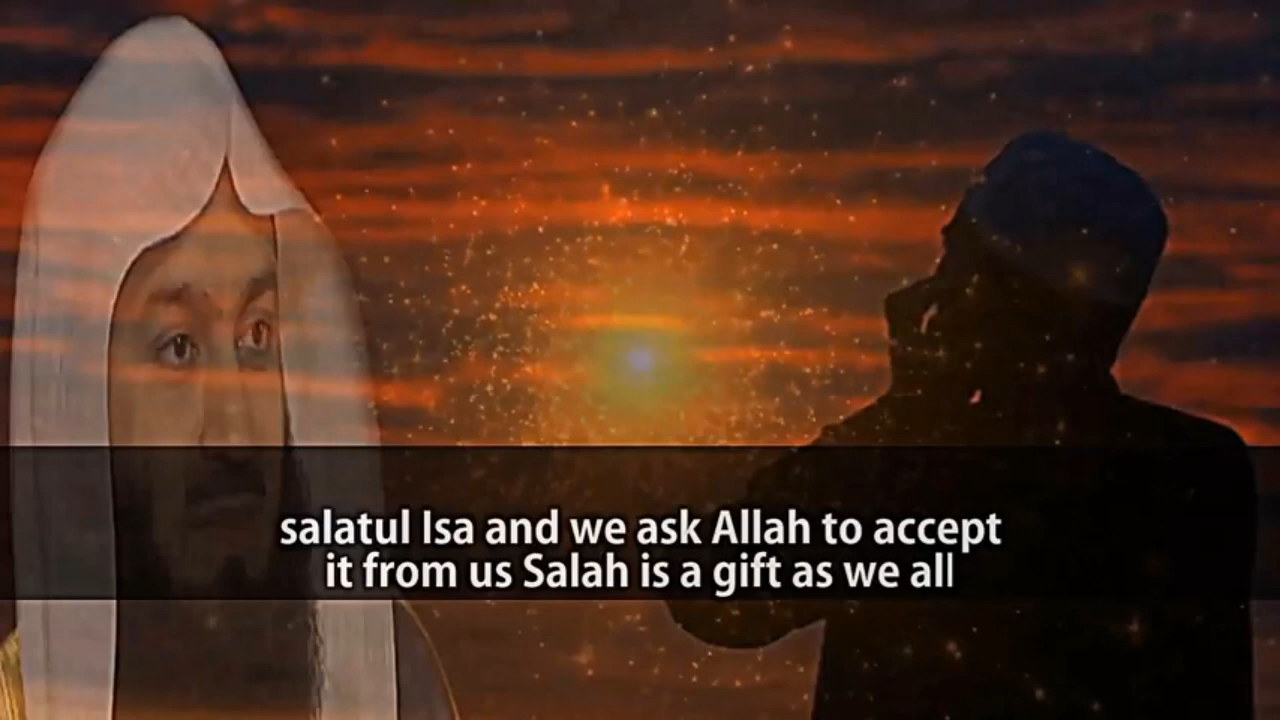 salatul Isa and we ask Allah to accept
it from us Salah is a gift as we all